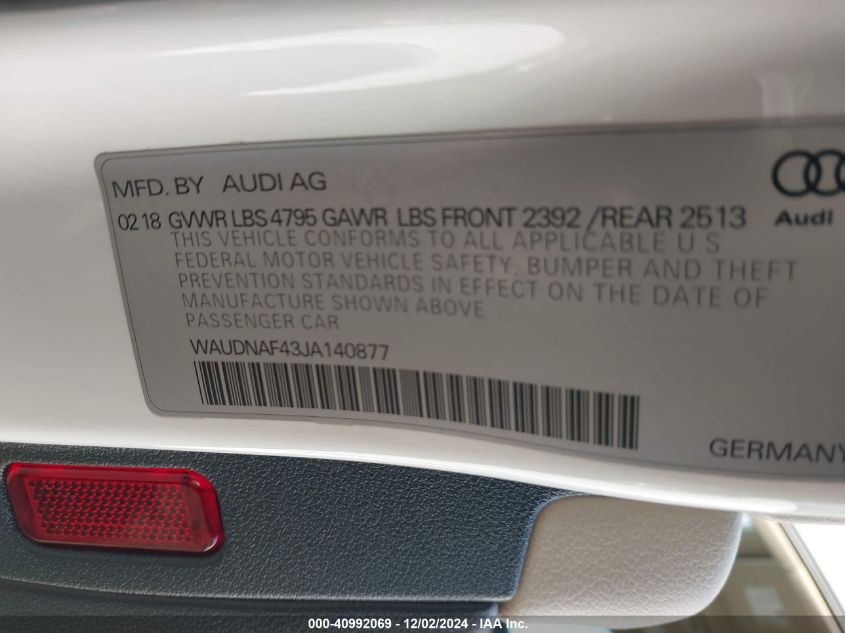 MFD. BY AUDI AG
02 18 GVWR LBS 4795 GAWR LBS FRONT 2392 /REAR 2513
Audi
THIS VEHICLE CONFORMS TO ALL APPLICABLE U.S.
FEDERAL MOTOR VEHICLE SAFETY, BUMPER AND THEFT
PREVENTION STANDARDS IN EFFECT ON THE DATE OF
MANUFACTURE SHOWN ABOVE
PASSENGER CAR
WAUDNAF43JA140877
GERMANY
000-40992069 - 12/02/2024 - IAA Inc.